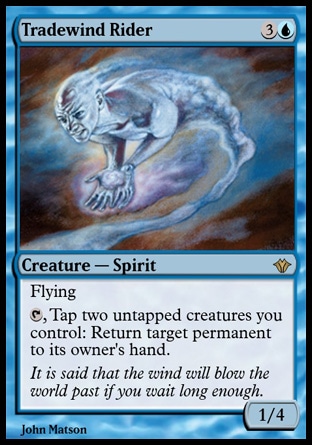 Tradewind Rider 3
Creature — Spirit
Flying
, Tap two untapped creatures you
control: Return target permanent
to its owner's hand.
It is said that the wind will blow the
world past if you wait long enough.
1/4
John Matson